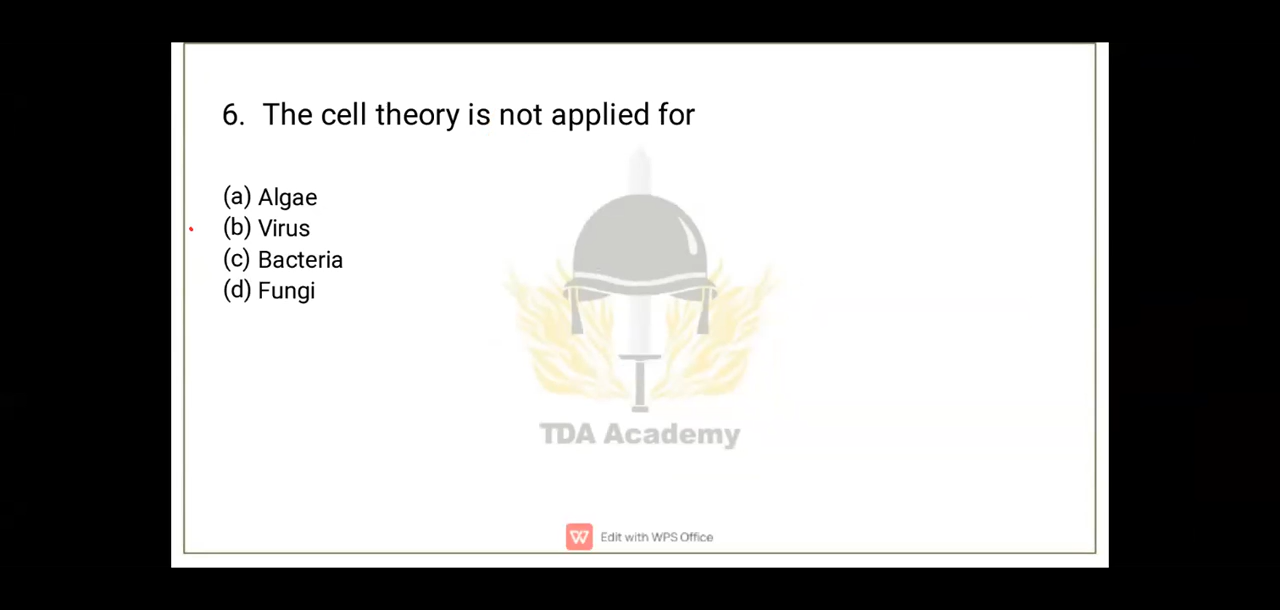 6. The cell theory is not applied for
(a) Algae
(b) Virus
(c) Bacteria
(d) Fungi
TDA Academy
Edit with WPS Office